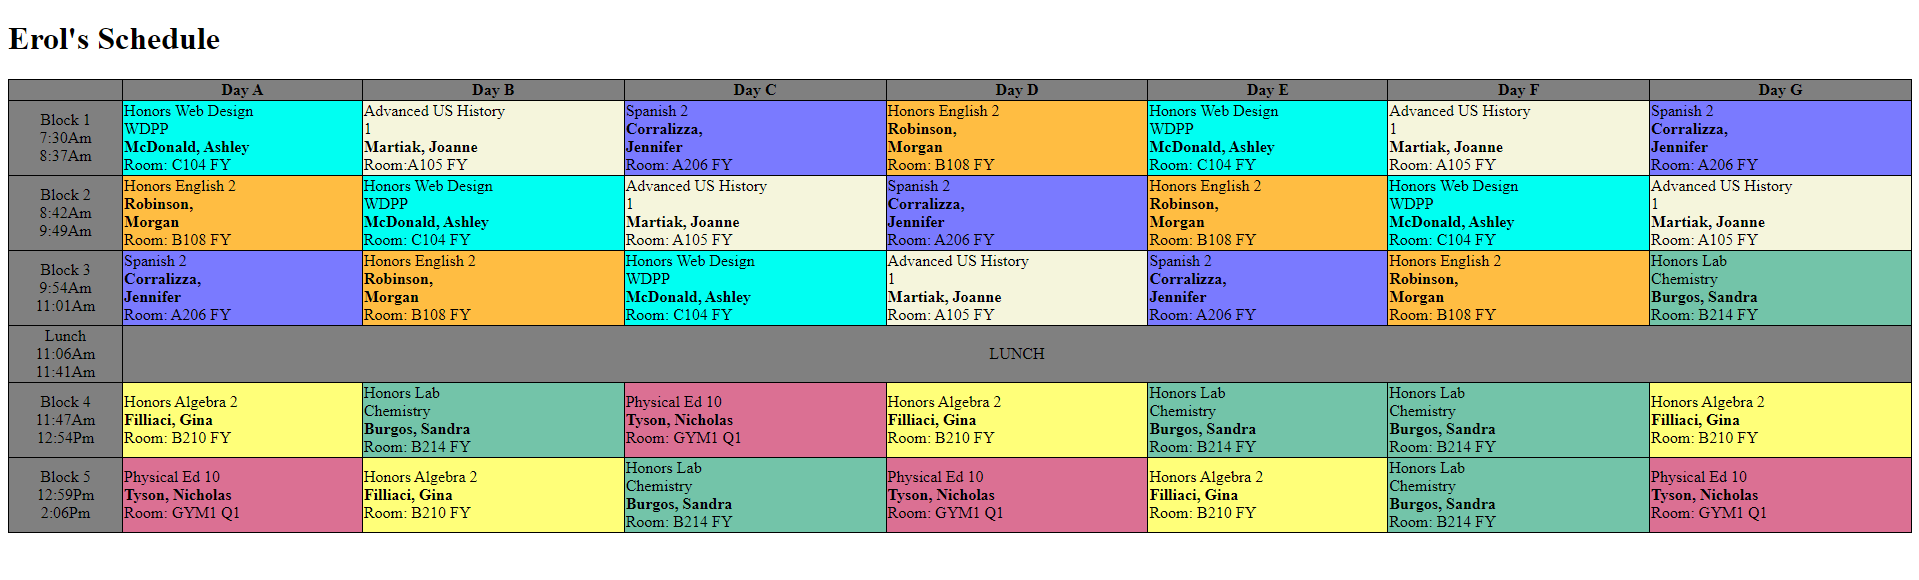 Erol's Schedule
Day A Day B Day C Day D Day E Day F Day G
Block 1
7:30Am
8:37Am
Honors Web Design
WDPP
McDonald, Ashley
Room: C104 FY
Advanced US History
1
Martiak, Joanne
Room:A105 FY
Spanish 2
Corralizza,
Jennifer
Room: A206 FY
Honors English 2
Robinson,
Morgan
Room: B108 FY
Honors Web Design
WDPP
McDonald, Ashley
Room: C104 FY
Advanced US History
1
Martiak, Joanne
Room: A105 FY
Spanish 2
Corralizza,
Jennifer
Room: A206 FY
Block 2
8:42Am
9:49Am
Honors English 2
Robinson,
Morgan
Room: B108 FY
Honors Web Design
WDPP
McDonald, Ashley
Room: C104 FY
Advanced US History
1
Martiak, Joanne
Room: A105 FY
Spanish 2
Corralizza,
Jennifer
Room: A206 FY
Honors English 2
Robinson,
Morgan
Room: B108 FY
Honors Web Design
WDPP
McDonald, Ashley
Room: C104 FY
Advanced US History
1
Martiak, Joanne
Room: A105 FY
Block 3
9:54Am
11:01Am
Spanish 2
Corralizza,
Jennifer
Room: A206 FY
Honors English 2
Robinson,
Morgan
Room: B108 FY
Honors Web Design
WDPP
McDonald, Ashley
Room: C104 FY
Advanced US History
1
Martiak, Joanne
Room: A105 FY
Spanish 2
Corralizza,
Jennifer
Room: A206 FY
Honors English 2
Robinson,
Morgan
Room: B108 FY
Honors Lab
Chemistry
Burgos, Sandra
Room: B214 FY
Lunch
11:06Am
11:41Am
LUNCH
Block 4
11:47Am
12:54Pm
Honors Algebra 2
Filliaci, Gina
Room: B210 FY
Honors Lab
Chemistry
Burgos, Sandra
Room: B214 FY
Physical Ed 10
Tyson, Nicholas
Room: GYM1 Q1
Honors Algebra 2
Filliaci, Gina
Room: B210 FY
Honors Lab
Chemistry
Burgos, Sandra
Room: B214 FY
Honors Lab
Chemistry
Burgos, Sandra
Room: B214 FY
Honors Algebra 2
Filliaci, Gina
Room: B210 FY
Block 5
12:59Pm
2:06Pm
Physical Ed 10
Tyson, Nicholas
Room: GYM1 Q1
Honors Algebra 2
Filliaci, Gina
Room: B210 FY
Honors Lab
Chemistry
Burgos, Sandra
Room: B214 FY
Physical Ed 10
Tyson, Nicholas
Room: GYM1 Q1
Honors Algebra 2
Filliaci, Gina
Room: B210 FY
Honors Lab
Chemistry
Burgos, Sandra
Room: B214 FY
Physical Ed 10
Tyson, Nicholas
Room: GYM1 Q1